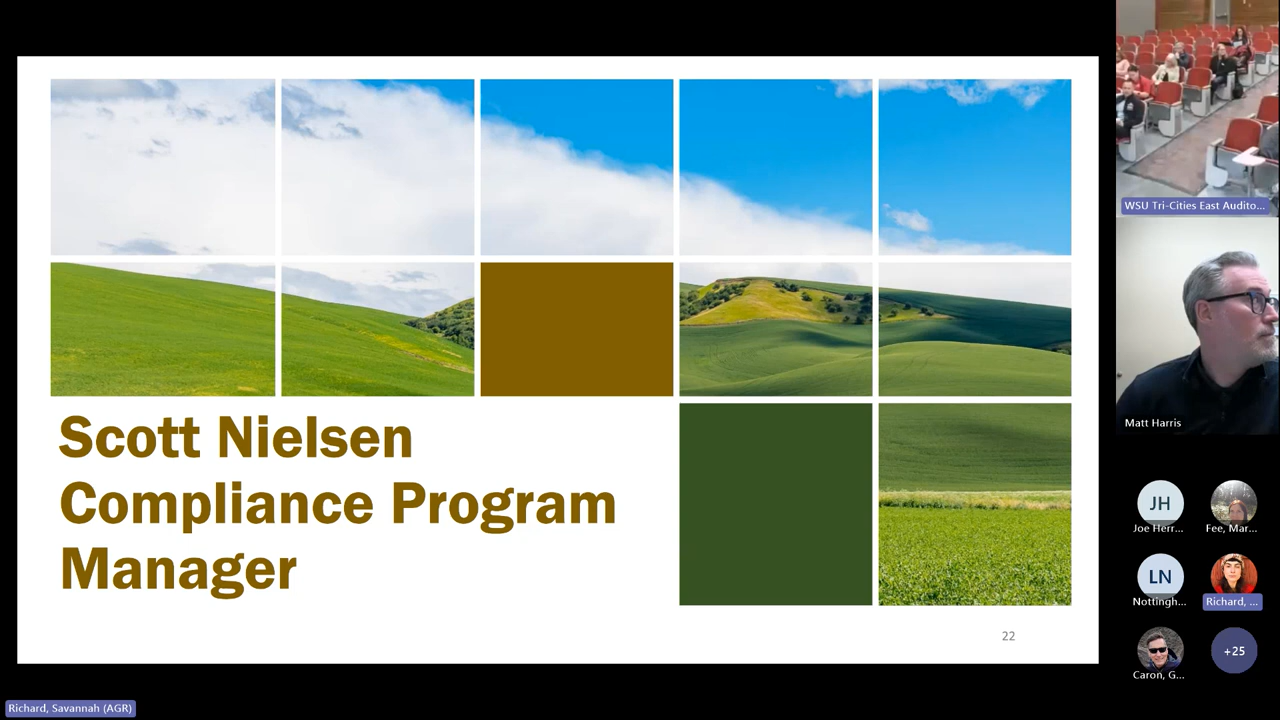 Scott Nielsen
Compliance Program
Manager
22
WSU Tri-Cities East Audito...
Matt Harris
JH
Joe Herr...
Fee, Mar...
LN
Nottingh...
Richard, ...
Caron, G...
+25
Richard, Savannah (AGR)